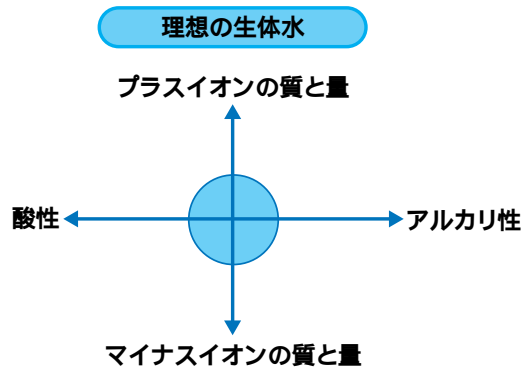 理想の生体水
プラスイオンの質と量
酸性
アルカリ性
マイナスイオンの質と量